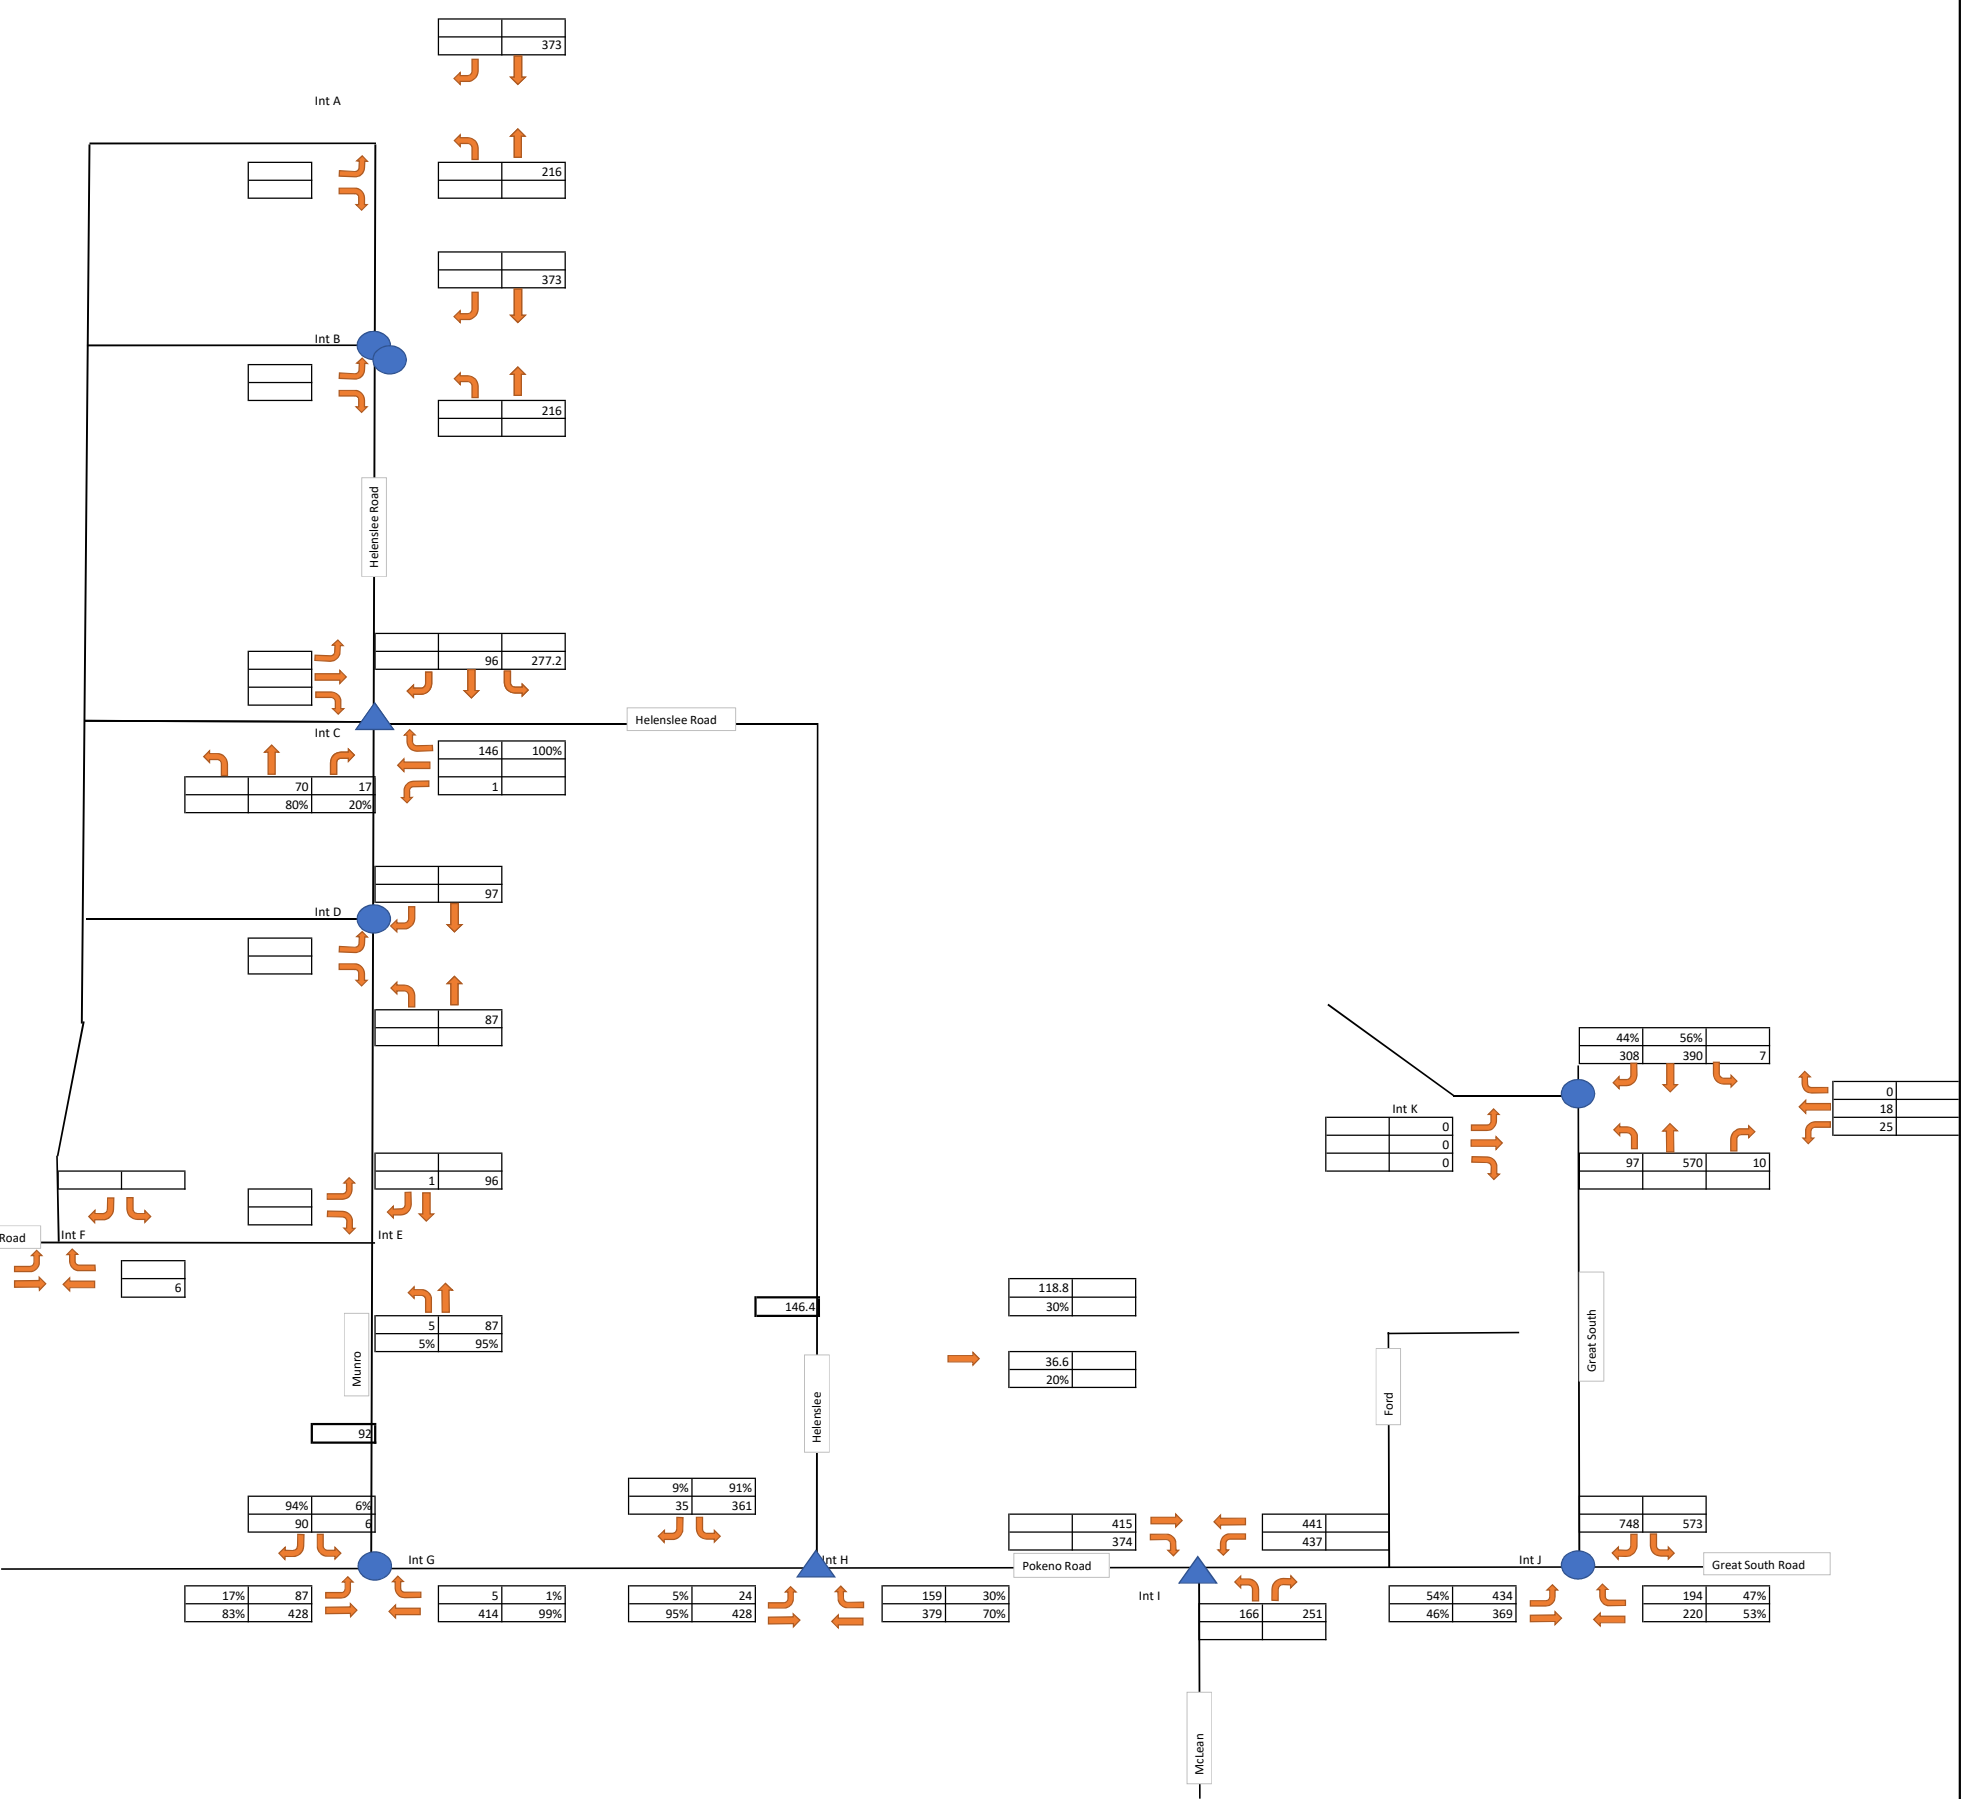 373
Int A
216
373
Int B
216
Helenslee Road
96 277.2
Helenslee Road
Int C
146 100%
1
70 17
80% 20%
97
Int D
87
44% 56%
308 390 7
Int K
0
0
0
0
18
25
97 570 10
1 96
Road
Int F
Int E
6
5 87
5% 95%
Munro
92
146.4
Helenslee
118.8
30%
36.6
20%
Ford
Great South
94% 6%
90 6
9% 91%
35 361
415
374
441
437
748 573
Int G
Int H
Pokeno Road
Int J
Great South Road
17% 87
83% 428
5 1%
414 99%
5% 24
95% 428
159 30%
379 70%
Int I
166 251
54% 434
46% 369
194 47%
220 53%
McLean